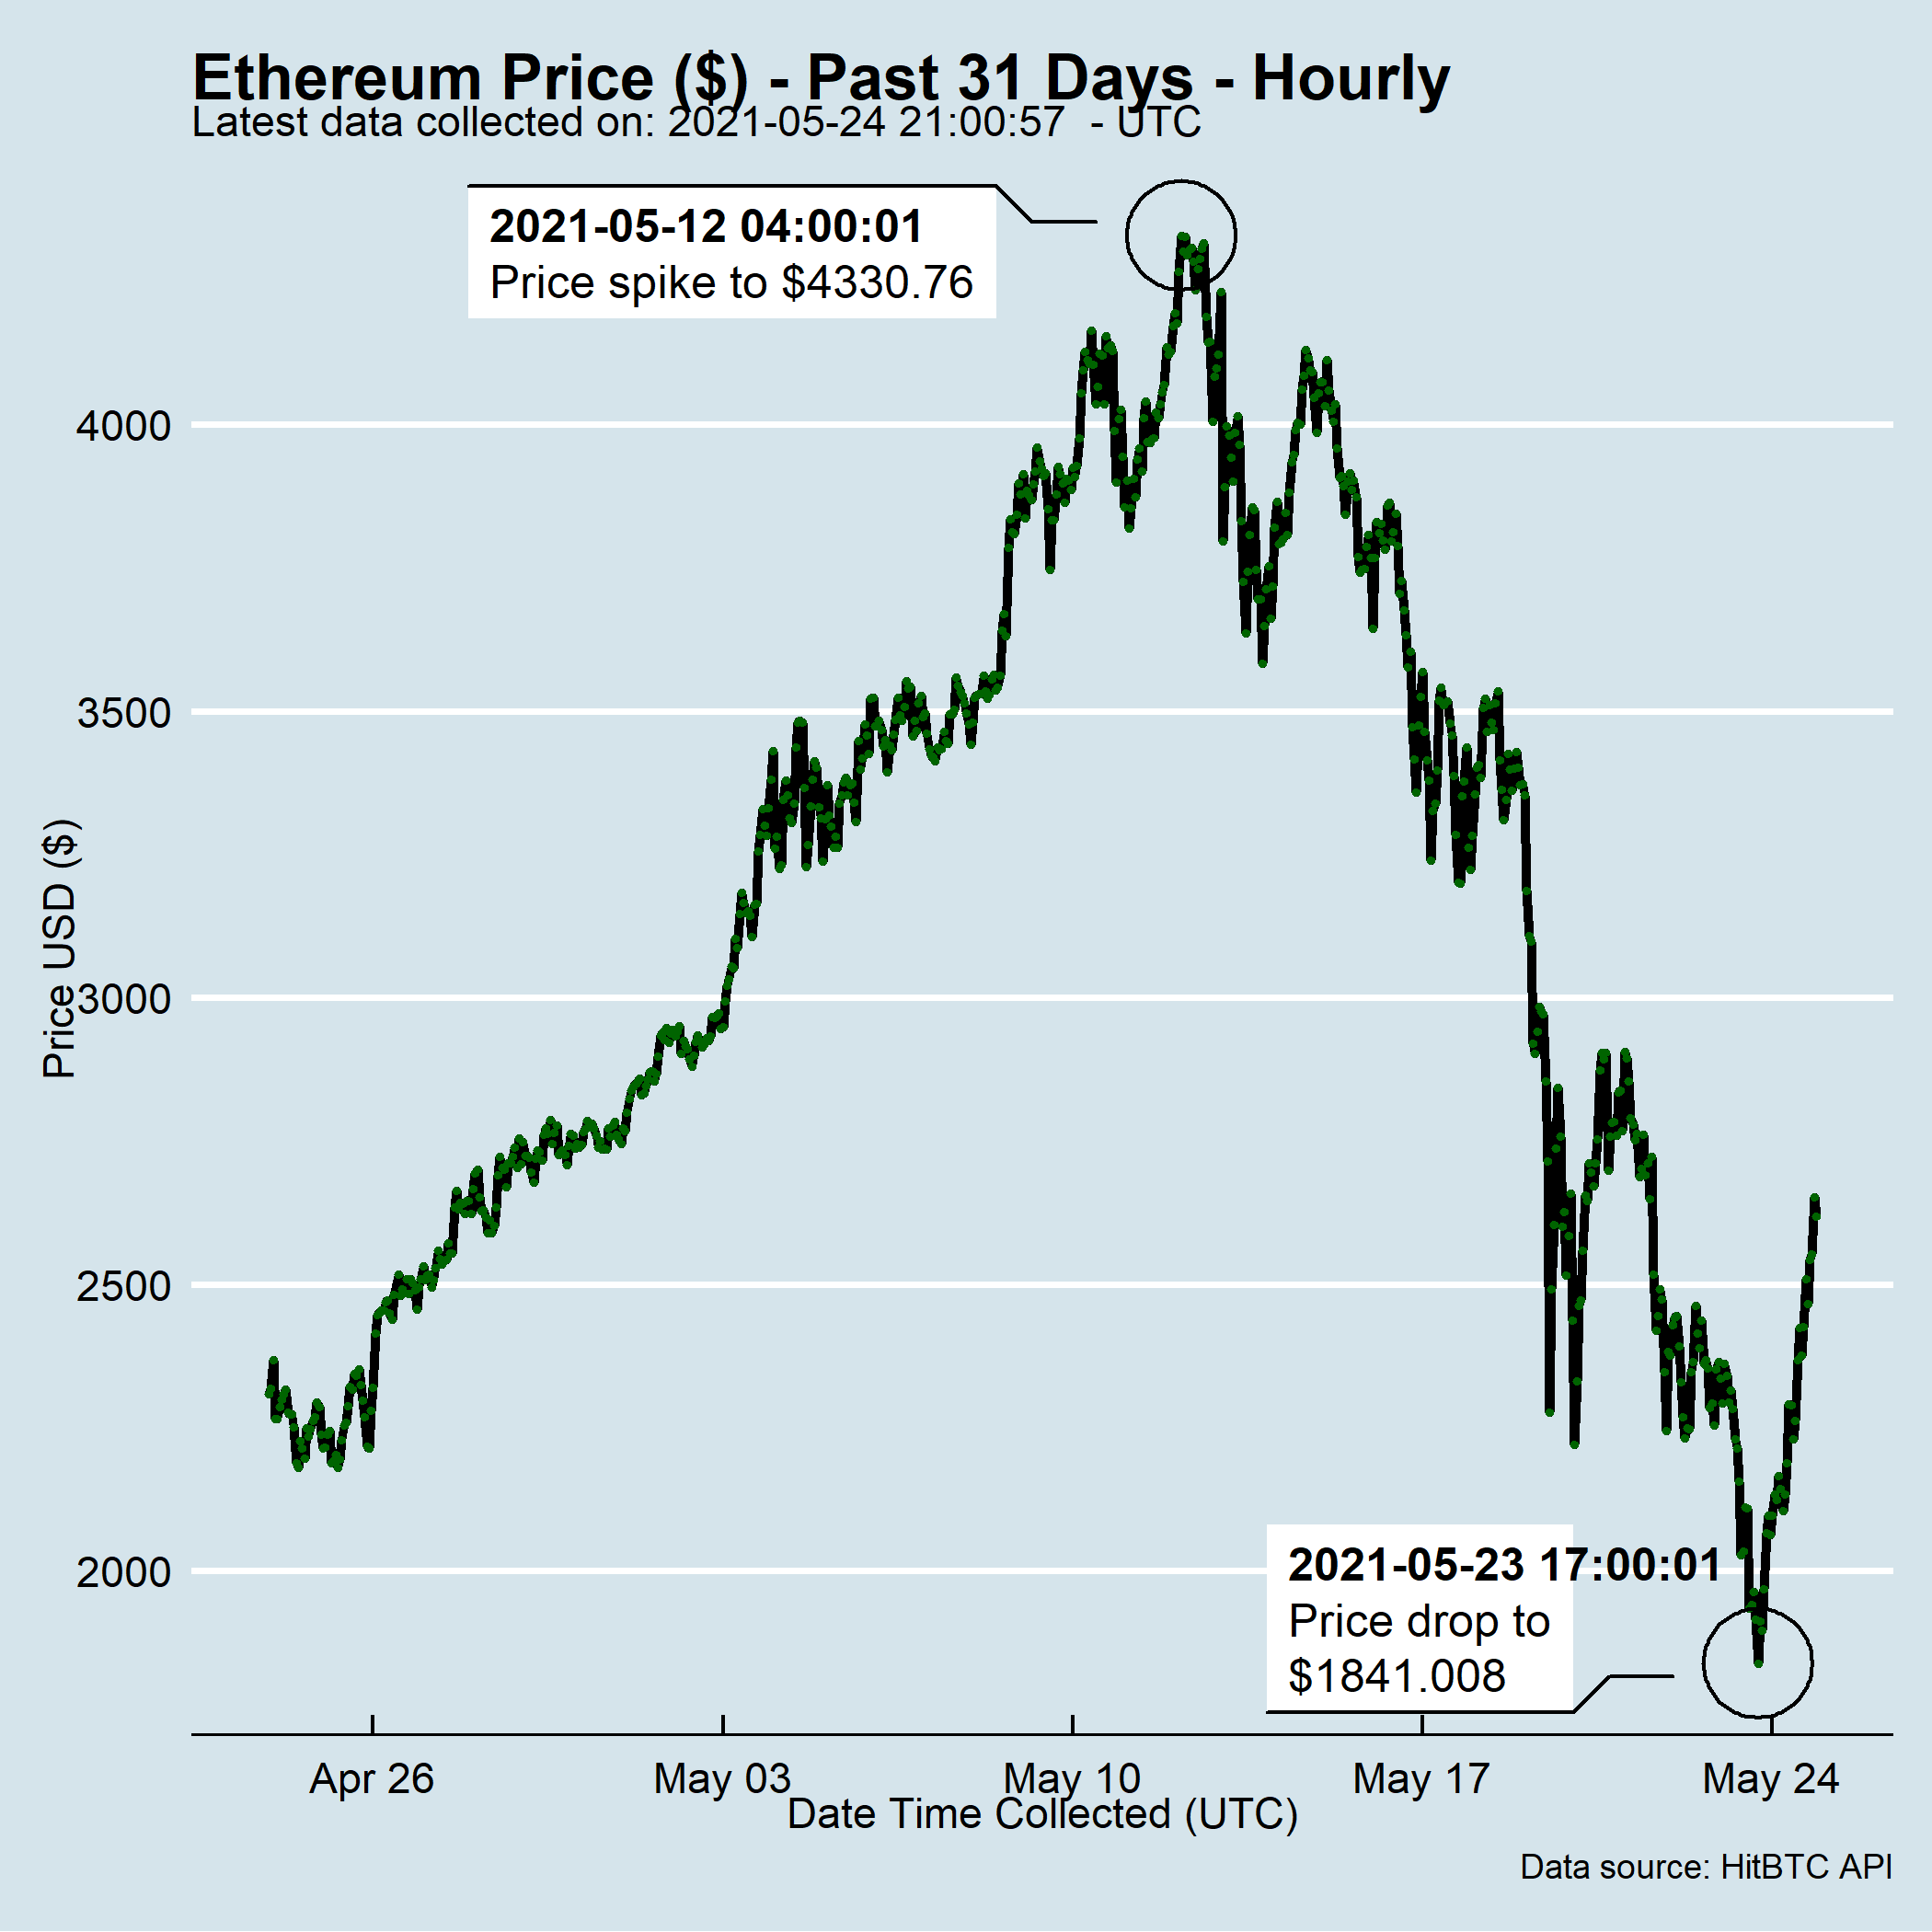 Ethereum Price ($) - Past 31 Days - Hourly
Latest data collected on: 2021-05-24 21:00:57  - UTC
2021-05-12 04:00:01
Price spike to $4330.76
4000
3500
3000
2500
2000
Price USD ($)
2021-05-23 17:00:01
Price drop to
$1841.008
Apr 26
May 03
May 10
May 17
May 24
Date Time Collected (UTC)
Data source: HitBTC API